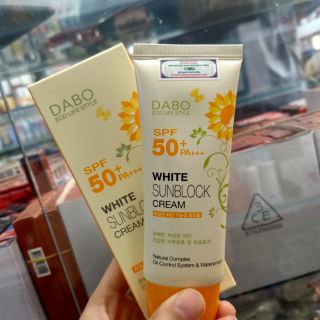 DABO
ECO LIFE STYLE
SPF
50+
PA+++
WHITE
SUNBLOCK
CREAM
DABO
ECO LIFE STYLE
SPF
50+
PA+++
WHITE
SUNBLOCK
CREAM
Natural Complex
Oil Control System & Waterproof
3CE
STYLENANDA